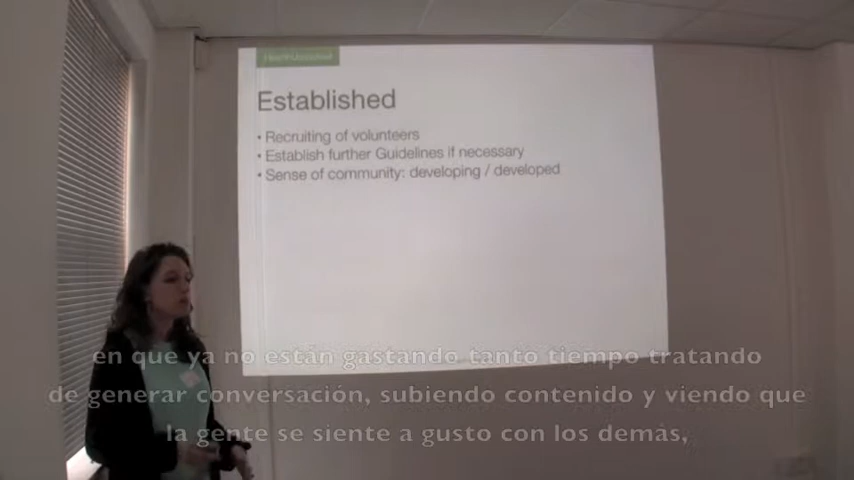 HealthUnlocked
Established
• Recruiting of volunteers
• Establish further Guidelines if necessary
• Sense of community: developing / developed
en que ya no están gastando tanto tiempo tratando
de generar conversación, subiendo contenido y viendo que
la gente se siente a gusto con los demás,